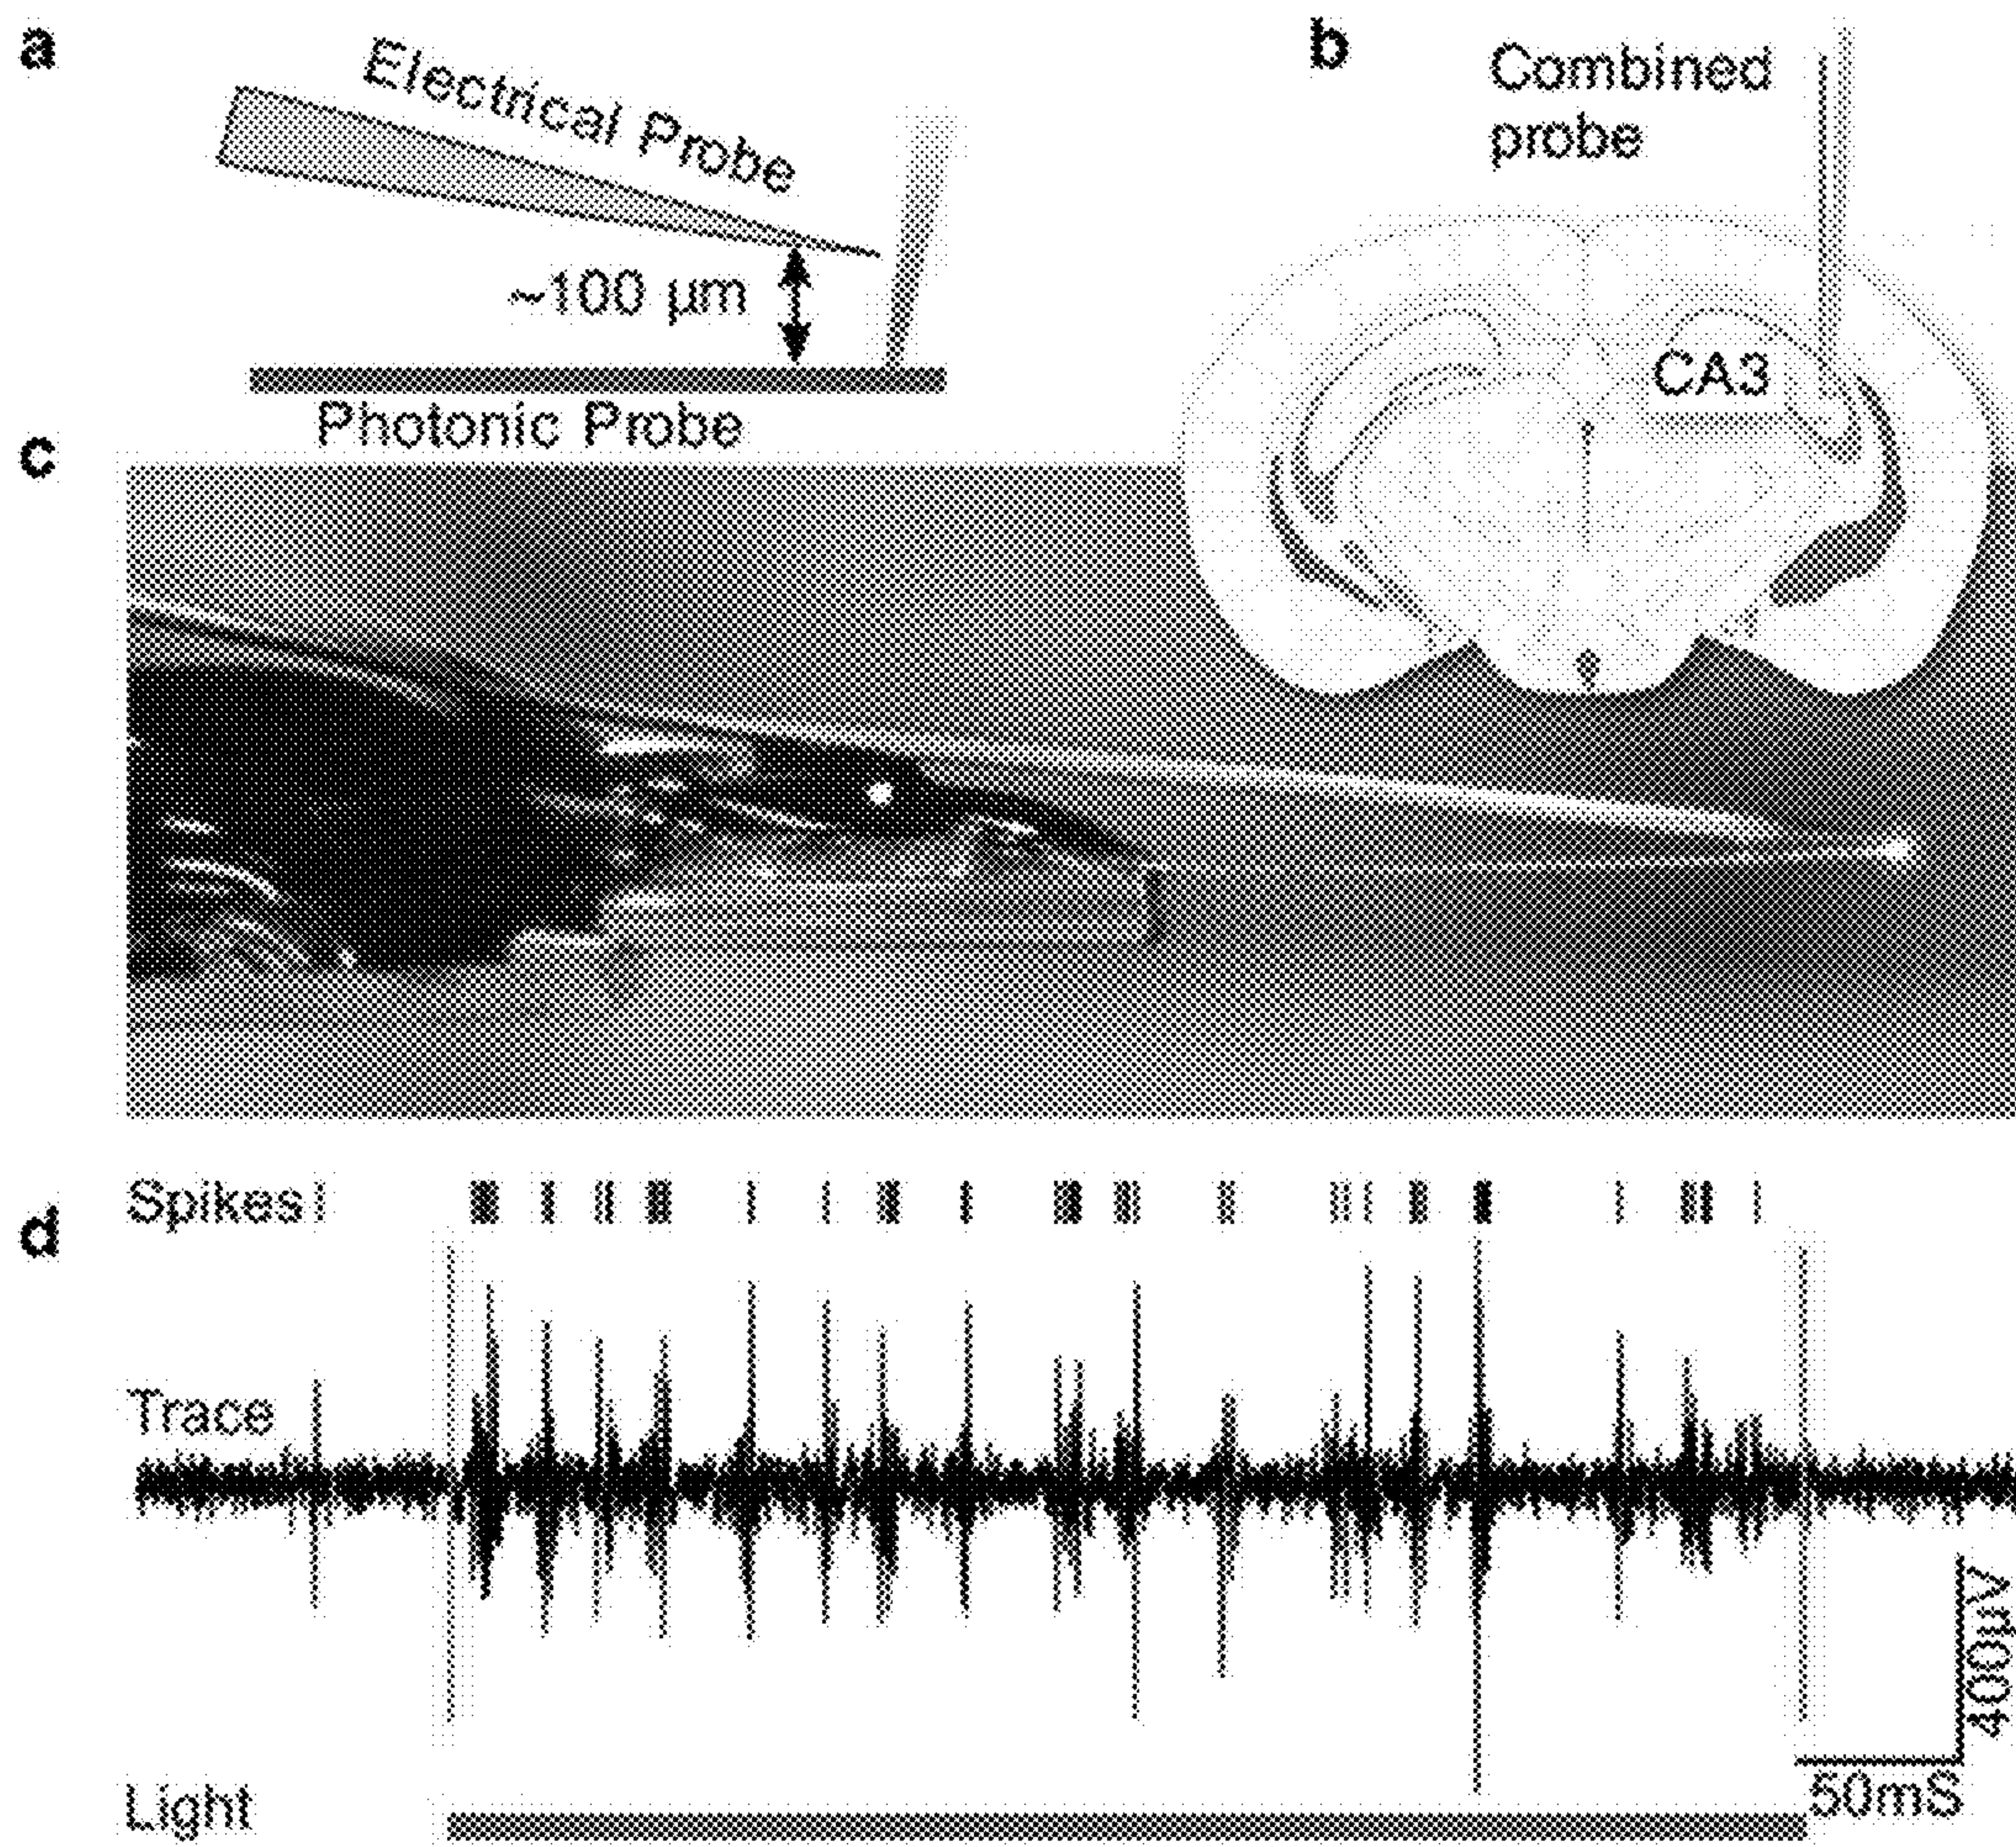 a
Electrical Probe
~100 µm
Photonic Probe
b
Combined
probe
CA3
c
d
Spikes
Trace
Light
400µV
50mS